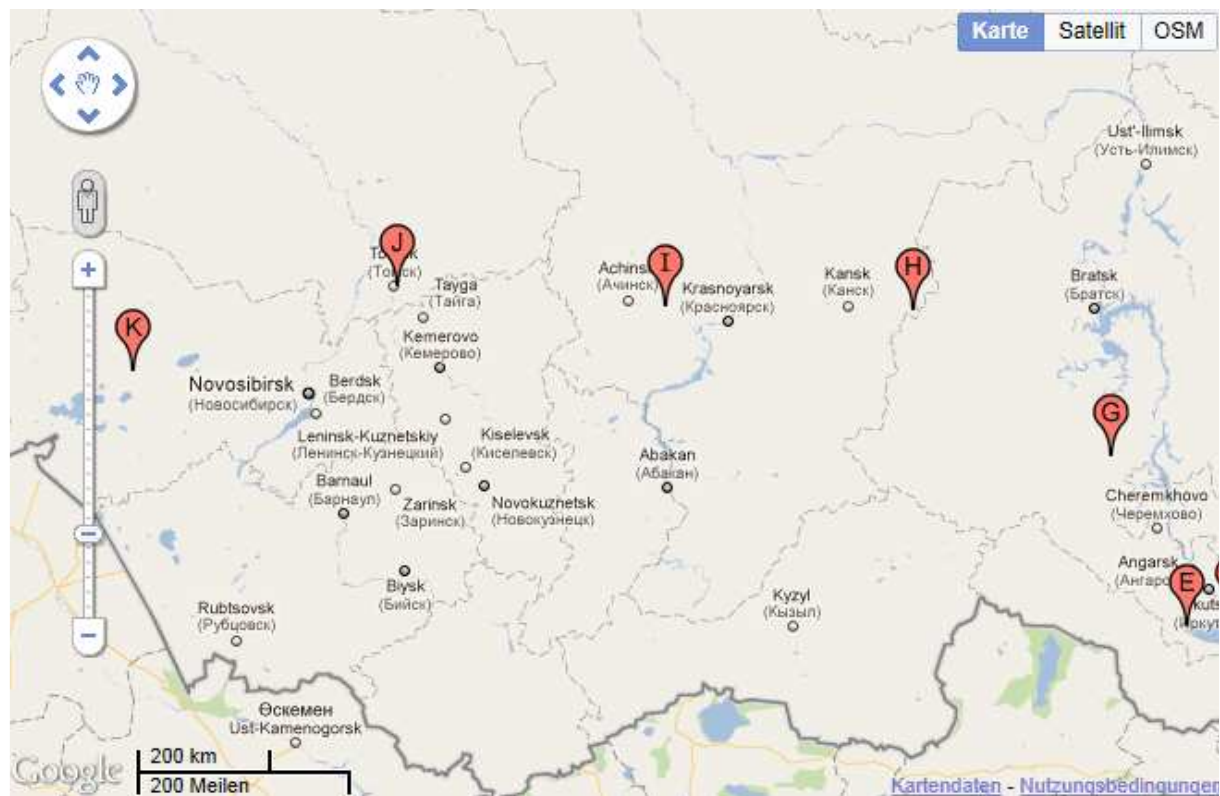 Karte Satellit OSM
Ust'-Ilimsk
(Усть-Илимск)
J
I
H
Achinsk
(Ачинск)
Krasnoyarsk
(Красноярск)
Kansk
(Канск)
Bratsk
(Братск)
Tayga
(Тайга)
Kemerovo
(Кемерово)
K
Novosibirsk
(Новосибирск)
Berdsk
(Бердск)
Leninsk-Kuznetskiy
(Ленинск-Кузнецкий)
Kiselevsk
(Киселевск)
G
Abakan
(Абакан)
Barnaul
(Барнаул)
Zarinsk
(Заринск)
Novokuznetsk
(Новокузнецк)
Cheremkhovo
(Черемхово)
Angarsk
E
Biysk
(Бийск)
Kyzyl
(Кызыл)
Rubtsovsk
(Рубцовск)
Өскемен
Ust-Kamenogorsk
200 km
200 Meilen
Google
Kartendaten - Nutzungsbedingungen